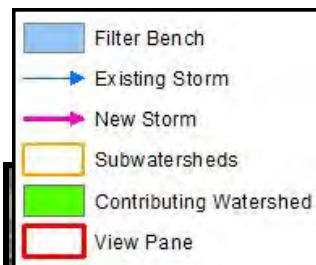 Filter Bench
Existing Storm
New Storm
Subwatersheds
Contributing Watershed
View Pane